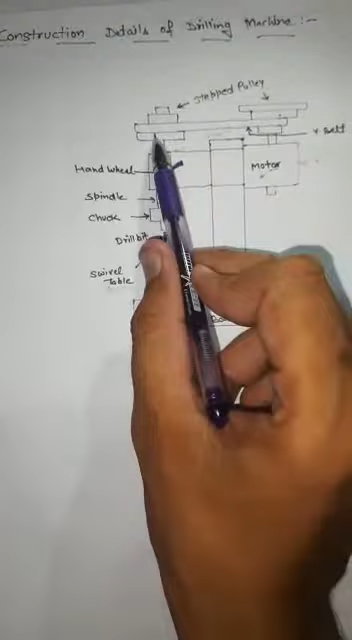 Construction Details of Drilling Machine :-
Stepped Pulley
V Belt
Hand wheel
Motor
Spindle
Chuck
Drill bit
Swivel
Table